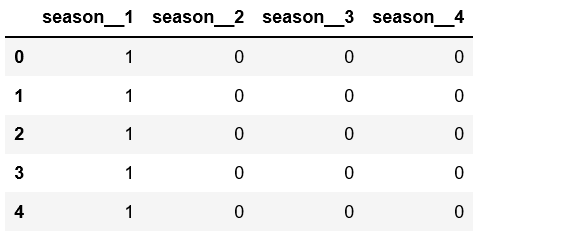 season__1 season__2 season__3 season__4
0 1 0 0 0
1 1 0 0 0
2 1 0 0 0
3 1 0 0 0
4 1 0 0 0